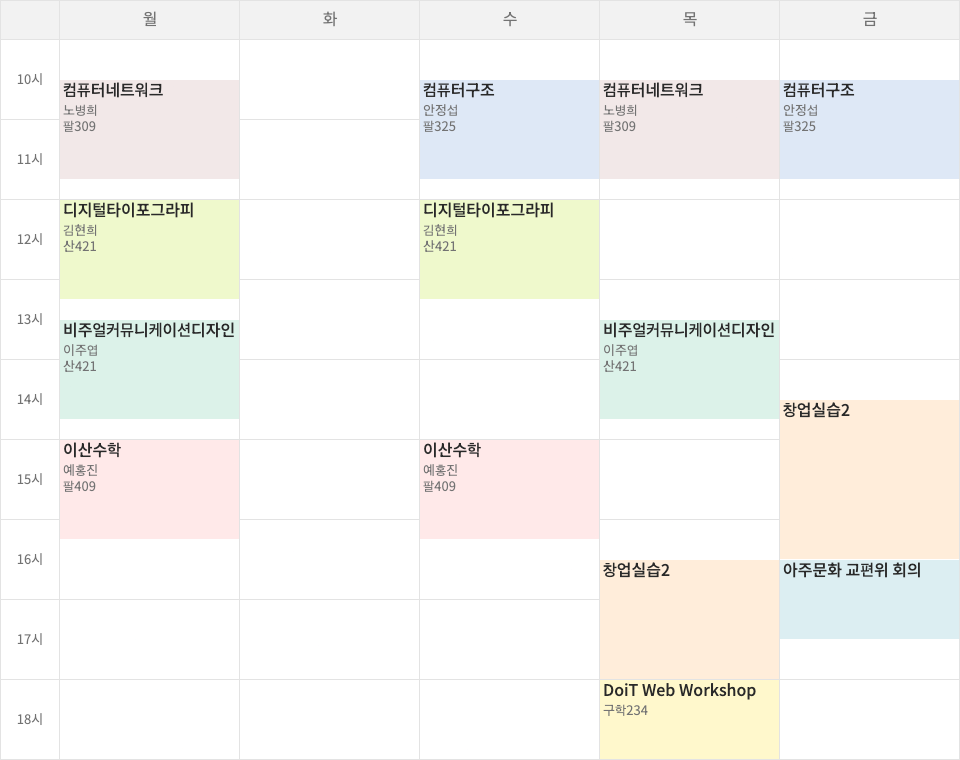 월
화
수
목
금
10시
컴퓨터네트워크
노병희
팔309
컴퓨터구조
안정섭
팔325
컴퓨터네트워크
노병희
팔309
컴퓨터구조
안정섭
팔325
11시
디지털타이포그라피
김현희
산421
디지털타이포그라피
김현희
산421
12시
13시
비주얼커뮤니케이션디자인
이주엽
산421
비주얼커뮤니케이션디자인
이주엽
산421
14시
창업실습2
이산수학
예홍진
팔409
이산수학
예홍진
팔409
15시
16시
창업실습2
아주문화 교편위 회의
17시
DoiT Web Workshop
구학234
18시